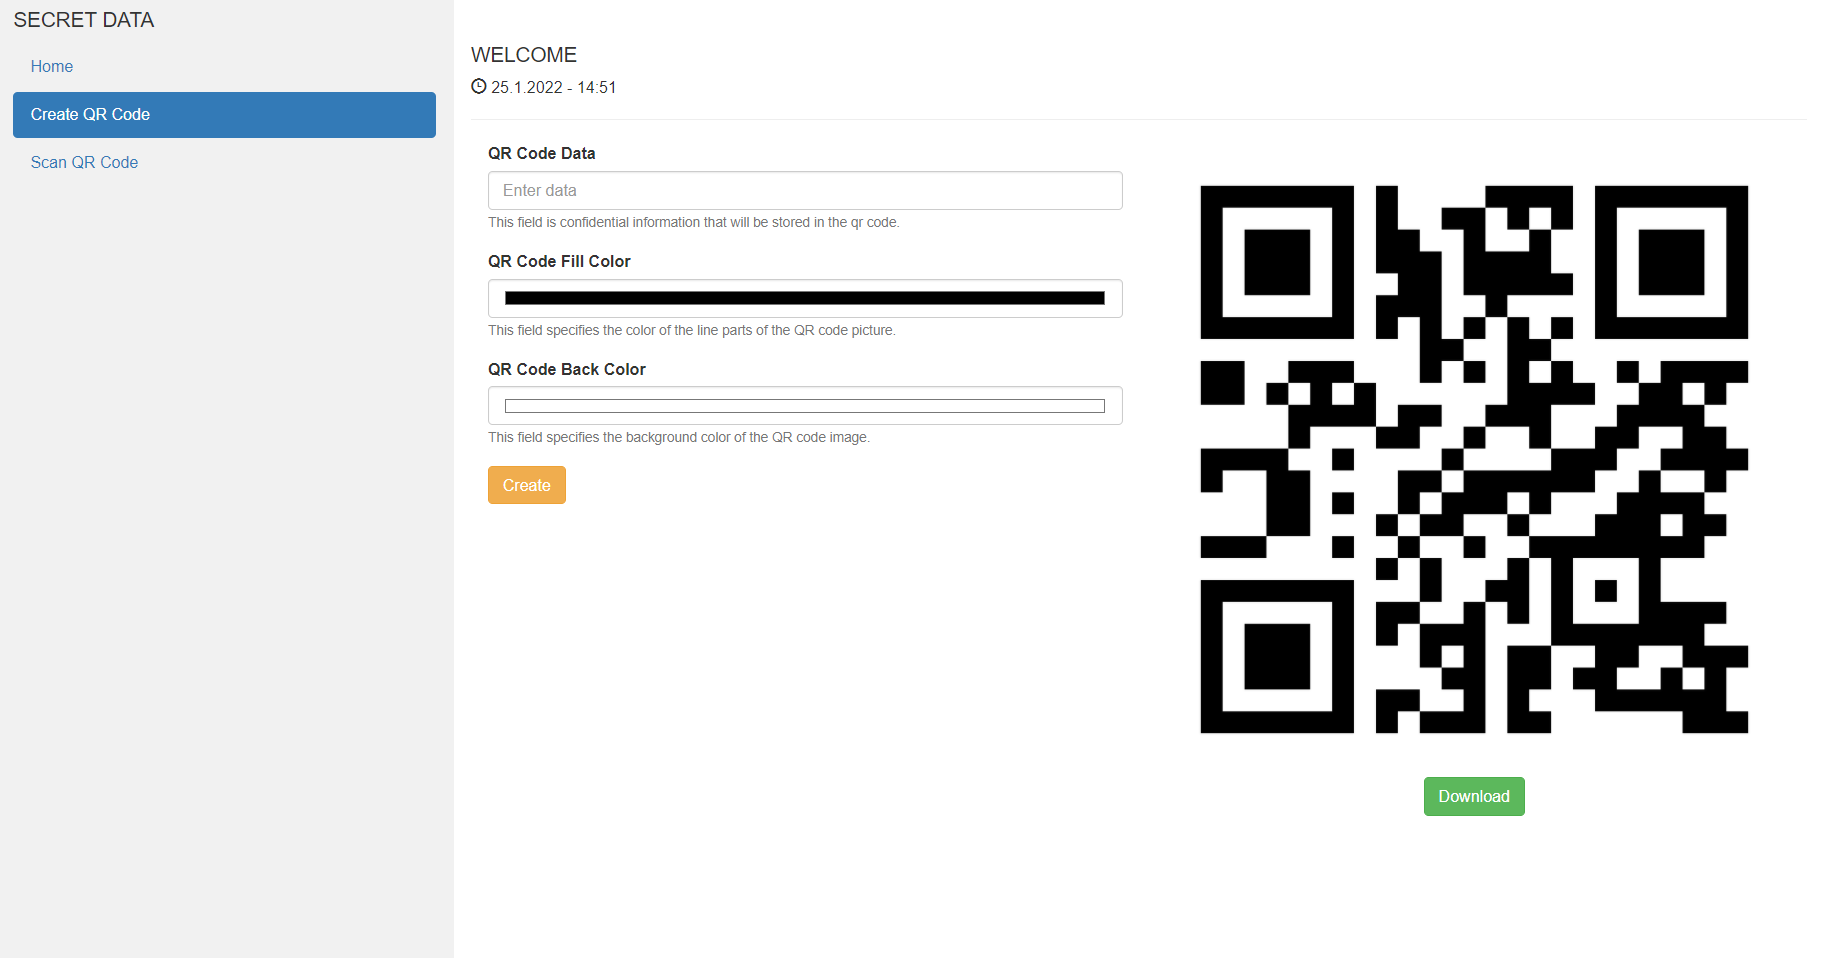 SECRET DATA
Home
Create QR Code
Scan QR Code
WELCOME
25.1.2022 - 14:51
QR Code Data
Enter data
This field is confidential information that will be stored in the qr code.
QR Code Fill Color
This field specifies the color of the line parts of the QR code picture.
QR Code Back Color
This field specifies the background color of the QR code image.
Create
Download